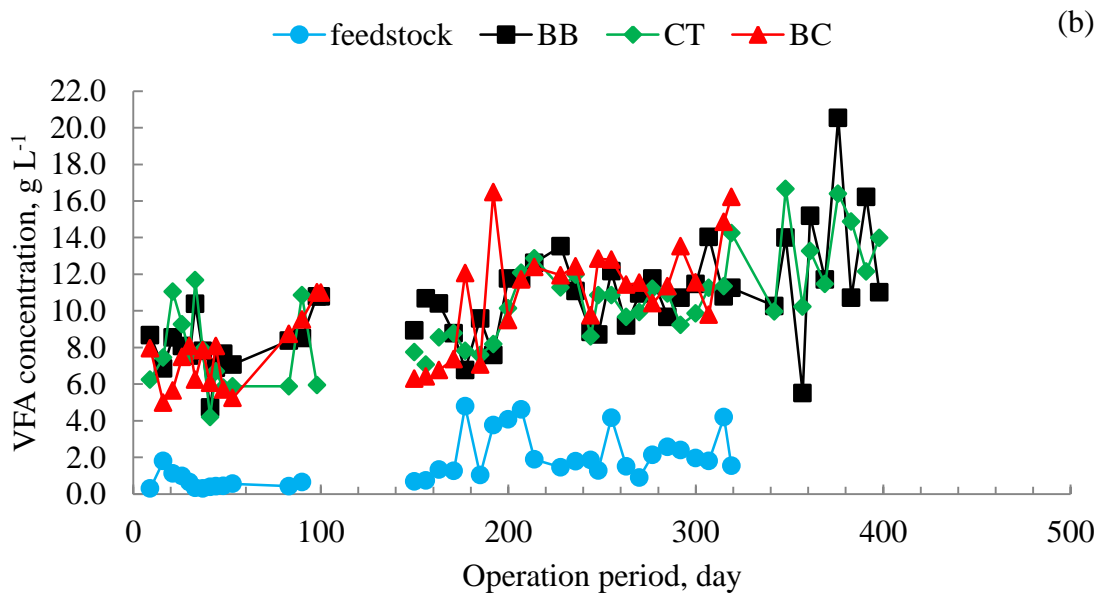 (b)
feedstock BB CT BC
VFA concentration, g L⁻¹
22.0
20.0
18.0
16.0
14.0
12.0
10.0
8.0
6.0
4.0
2.0
0.0
0 100 200 300 400 500
Operation period, day